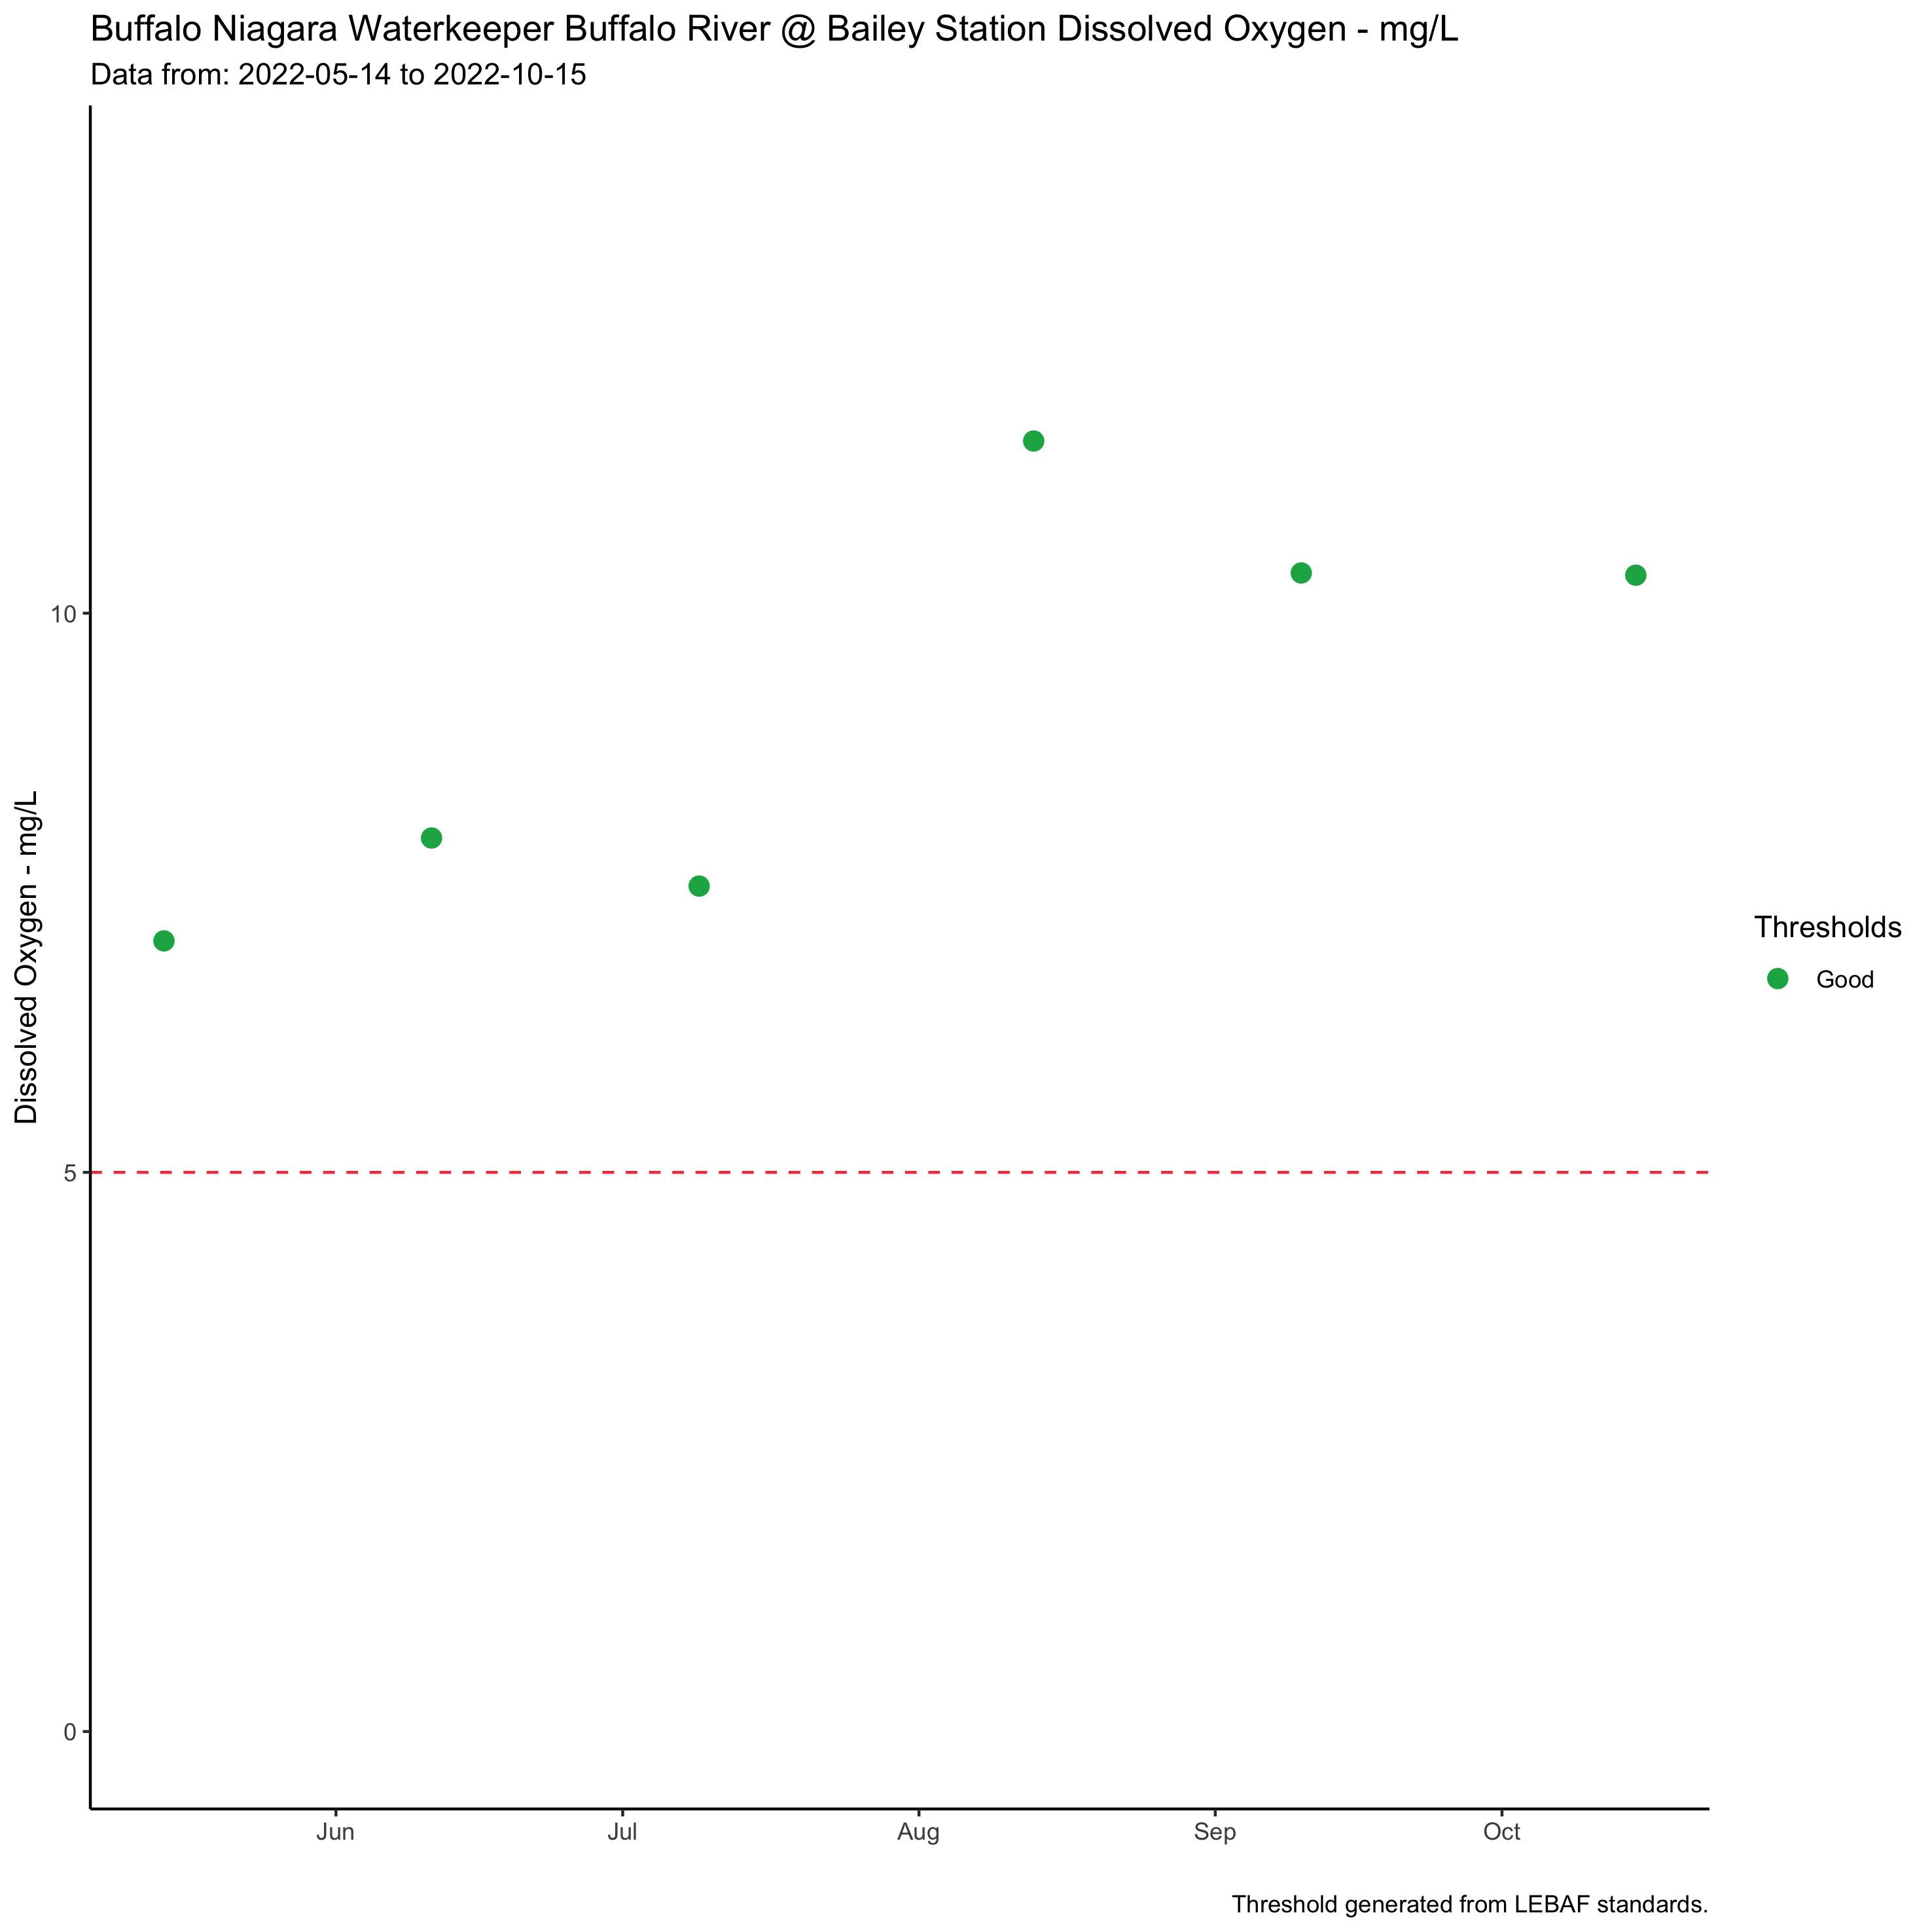 Buffalo Niagara Waterkeeper Buffalo River @ Bailey Station Dissolved Oxygen - mg/L
Data from: 2022-05-14 to 2022-10-15
Dissolved Oxygen - mg/L
10
5
0
Jun Jul Aug Sep Oct
Thresholds
Good
Threshold generated from LEBAF standards.